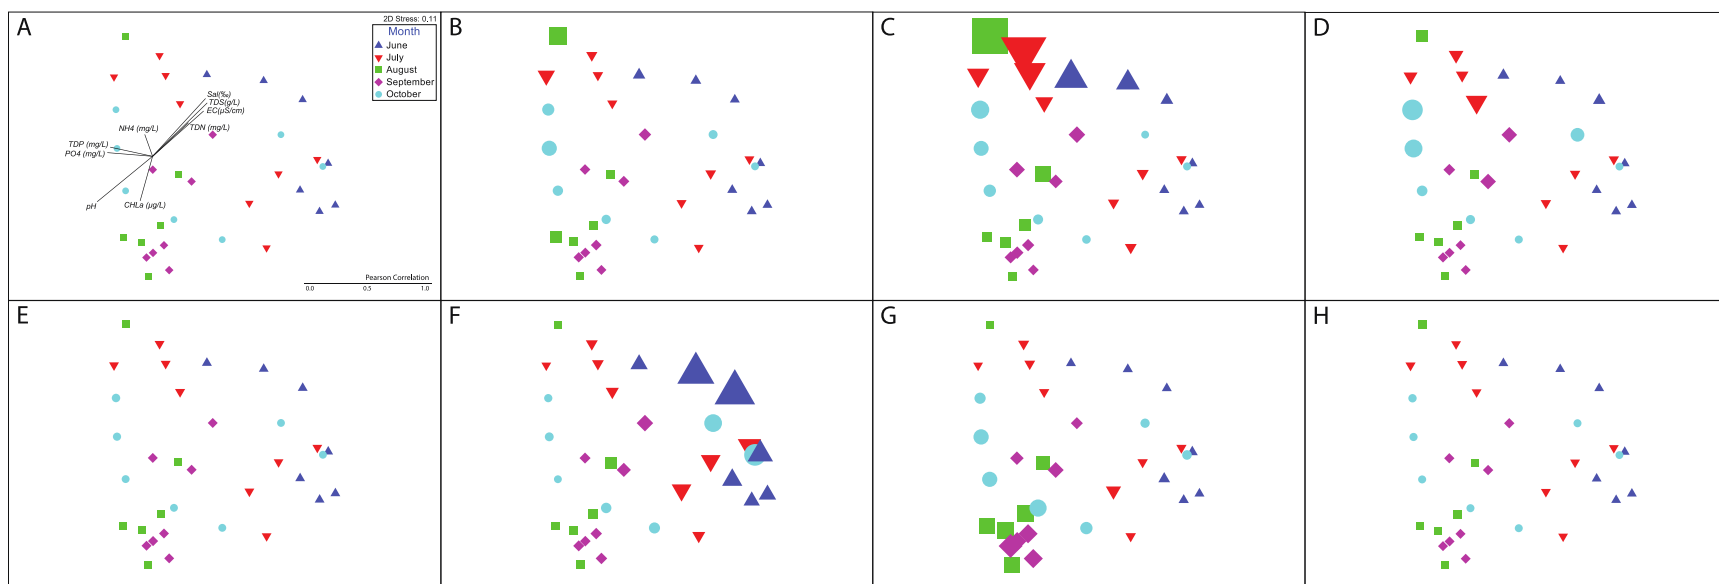 A
2D Stress: 0.11
Month
June
July
August
September
October
Sal(‰)
TDS(g/L)
EC(µS/cm)
TDN (mg/L)
NH4 (mg/L)
TDP (mg/L)
PO4 (mg/L)
pH
CHLa (µg/L)
Pearson Correlation
0.0 0.5 1.0
B
C
D
E
F
G
H